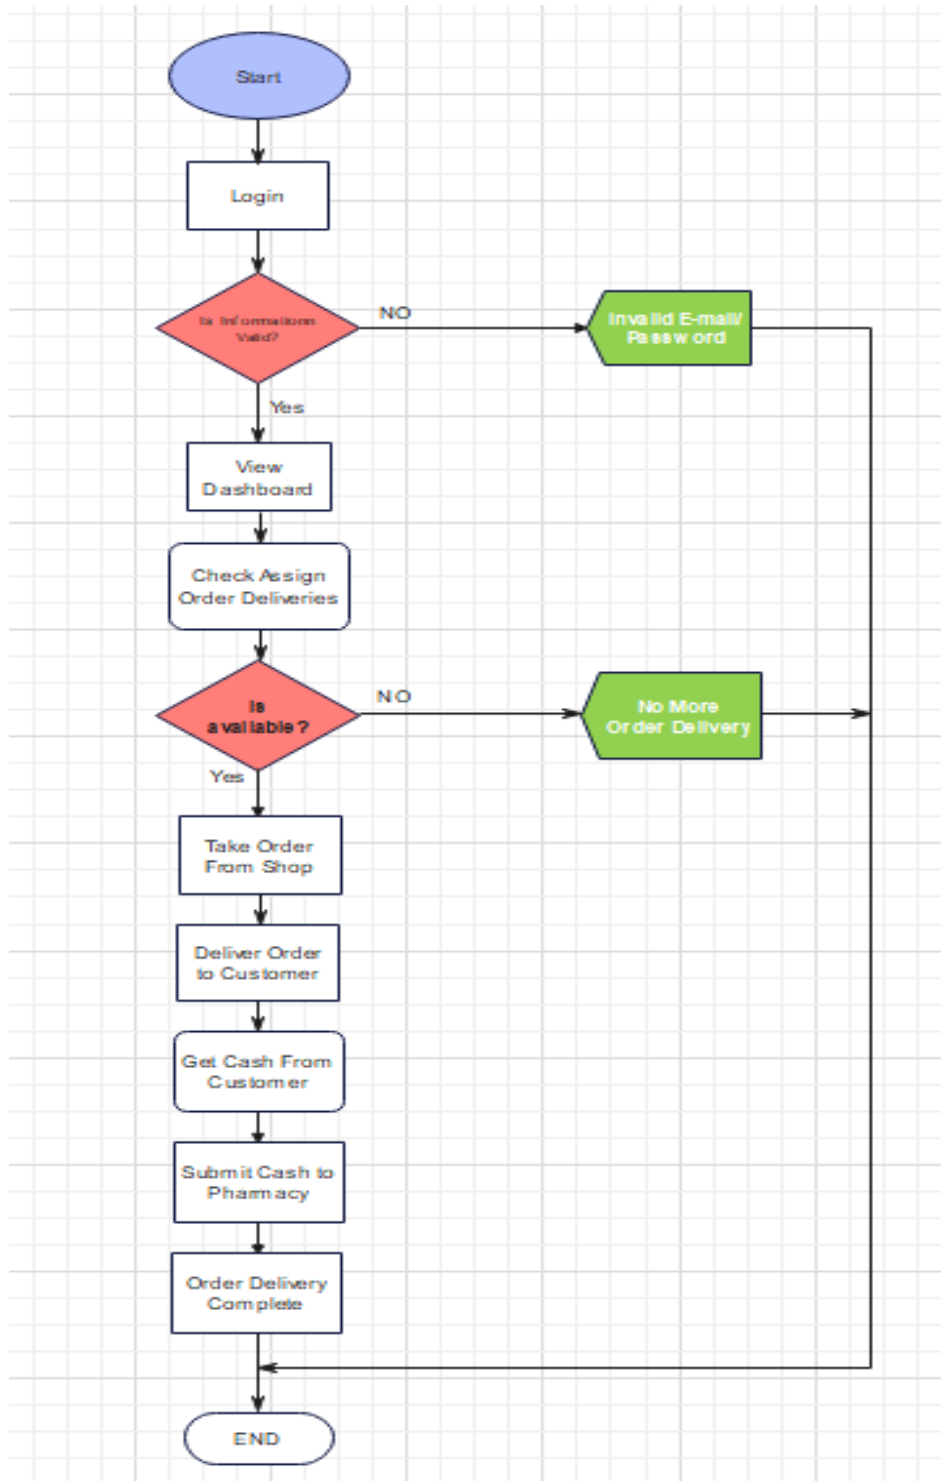 Start
Login
Is Informationn
Valid?
NO
Invalid E-mail/
Password
Yes
View
Dashboard
Check Assign
Order Deliveries
Is
available?
NO
No More
Order Delivery
Yes
Take Order
From Shop
Deliver Order
to Customer
Get Cash From
Customer
Submit Cash to
Pharmacy
Order Delivery
Complete
END